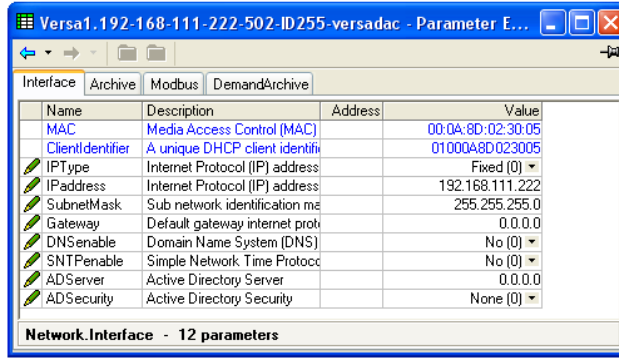 Versa1.192-168-111-222-502-ID255-versadac - Parameter E...
Interface Archive Modbus DemandArchive
Name Description Address Value
MAC Media Access Control (MAC) 00:0A:8D:02:30:05
ClientIdentifier A unique DHCP client identifi 01000A8D023005
IPType Internet Protocol (IP) address Fixed (0)
IPaddress Internet Protocol (IP) address 192.168.111.222
SubnetMask Sub network identification ma 255.255.255.0
Gateway Default gateway internet proto 0.0.0.0
DNSenable Domain Name System (DNS) No (0)
SNTPenable Simple Network Time Protoco No (0)
ADServer Active Directory Server 0.0.0.0
ADSecurity Active Directory Security None (0)
Network.Interface - 12 parameters